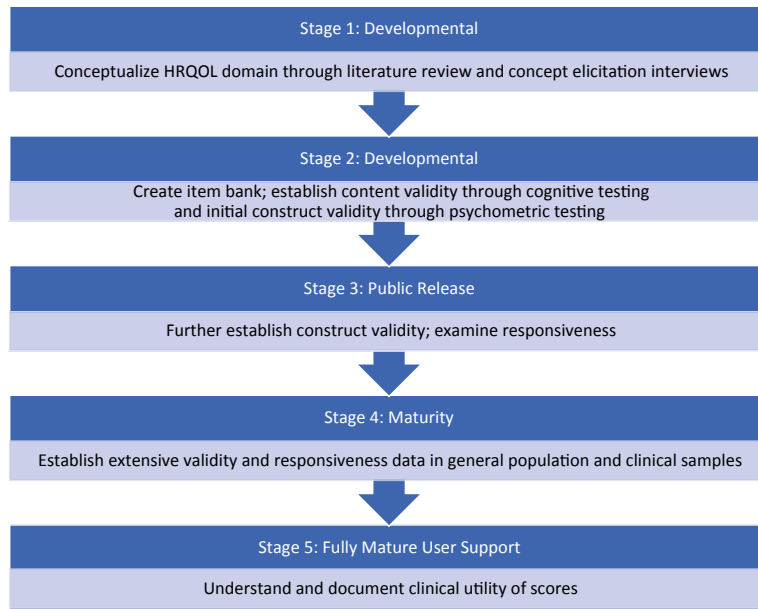 Stage 1: Developmental
Conceptualize HRQOL domain through literature review and concept elicitation interviews
Stage 2: Developmental
Create item bank; establish content validity through cognitive testing
and initial construct validity through psychometric testing
Stage 3: Public Release
Further establish construct validity; examine responsiveness
Stage 4: Maturity
Establish extensive validity and responsiveness data in general population and clinical samples
Stage 5: Fully Mature User Support
Understand and document clinical utility of scores